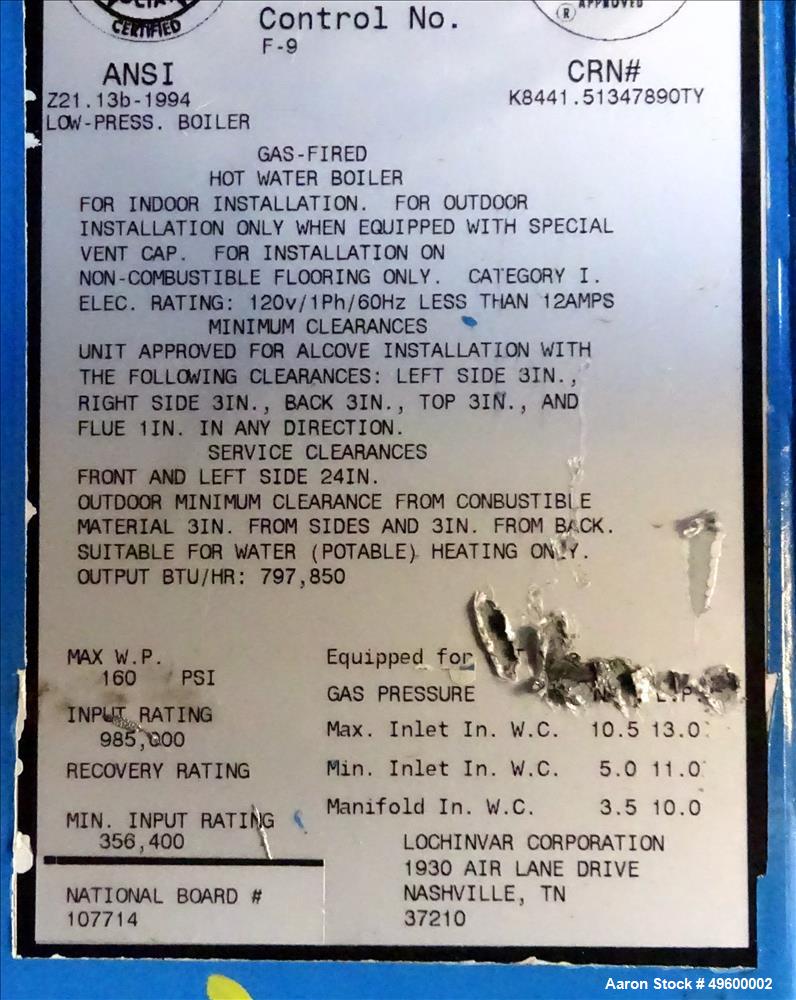 CERTIFIED
Control No.
F-9
® APPROVED
ANSI
Z21.13b-1994
LOW-PRESS. BOILER
CRN#
K8441.51347890TY
GAS-FIRED
HOT WATER BOILER
FOR INDOOR INSTALLATION. FOR OUTDOOR
INSTALLATION ONLY WHEN EQUIPPED WITH SPECIAL
VENT CAP. FOR INSTALLATION ON
NON-COMBUSTIBLE FLOORING ONLY. CATEGORY I.
ELEC. RATING: 120v/1Ph/60Hz LESS THAN 12AMPS
MINIMUM CLEARANCES
UNIT APPROVED FOR ALCOVE INSTALLATION WITH
THE FOLLOWING CLEARANCES: LEFT SIDE 3IN.,
RIGHT SIDE 3IN., BACK 3IN., TOP 3IN., AND
FLUE 1IN. IN ANY DIRECTION.
SERVICE CLEARANCES
FRONT AND LEFT SIDE 24IN.
OUTDOOR MINIMUM CLEARANCE FROM CONBUSTIBLE
MATERIAL 3IN. FROM SIDES AND 3IN. FROM BACK.
SUITABLE FOR WATER (POTABLE) HEATING ONLY.
OUTPUT BTU/HR: 797,850
MAX W.P.
160 PSI
INPUT RATING
985,000
RECOVERY RATING
MIN. INPUT RATING
356,400
NATIONAL BOARD #
107714
Equipped for
GAS PRESSURE L.P.
Max. Inlet In. W.C. 10.5 13.0
Min. Inlet In. W.C. 5.0 11.0
Manifold In. W.C. 3.5 10.0
LOCHINVAR CORPORATION
1930 AIR LANE DRIVE
NASHVILLE, TN
37210
Aaron Stock # 49600002